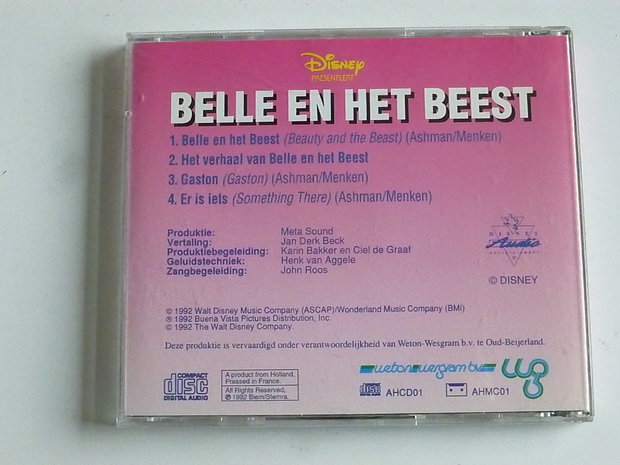 Disney
PRESENTEERT
BELLE EN HET BEEST
1. Belle en het Beest (Beauty and the Beast) (Ashman/Menken)
2. Het verhaal van Belle en het Beest
3. Gaston (Gaston) (Ashman/Menken)
4. Er is iets (Something There) (Ashman/Menken)
Produktie: Meta Sound
Vertaling: Jan Derk Beck
Produktiebegeleiding: Karin Bakker en Ciel de Graaf
Geluidstechniek: Henk van Aggele
Zangbegeleiding: John Roos
DISNEY
Audio
© DISNEY
© 1992 Walt Disney Music Company (ASCAP)/Wonderland Music Company (BMI)
℗ 1992 Buena Vista Pictures Distribution, Inc.
© 1992 The Walt Disney Company
Deze produktie is vervaardigd onder verantwoordelijkheid van Weton-Wesgram b.v. te Oud-Beijerland.
COMPACT
disc
DIGITAL AUDIO
A product from Holland,
Pressed in France.
All Rights Reserved,
℗ 1992 Biem/Stemra.
weton wesgram bv
wg
disc AHCD01
AHMC01